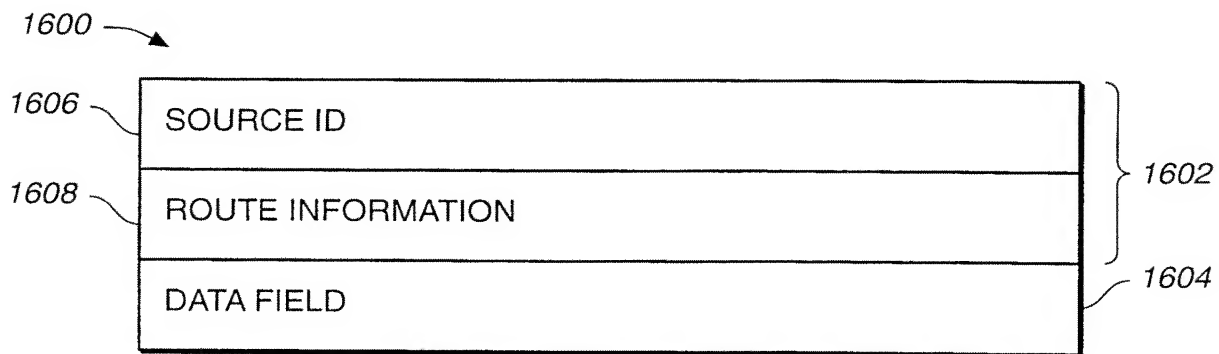 1600
1606
SOURCE ID
1602
1608
ROUTE INFORMATION
DATA FIELD
1604